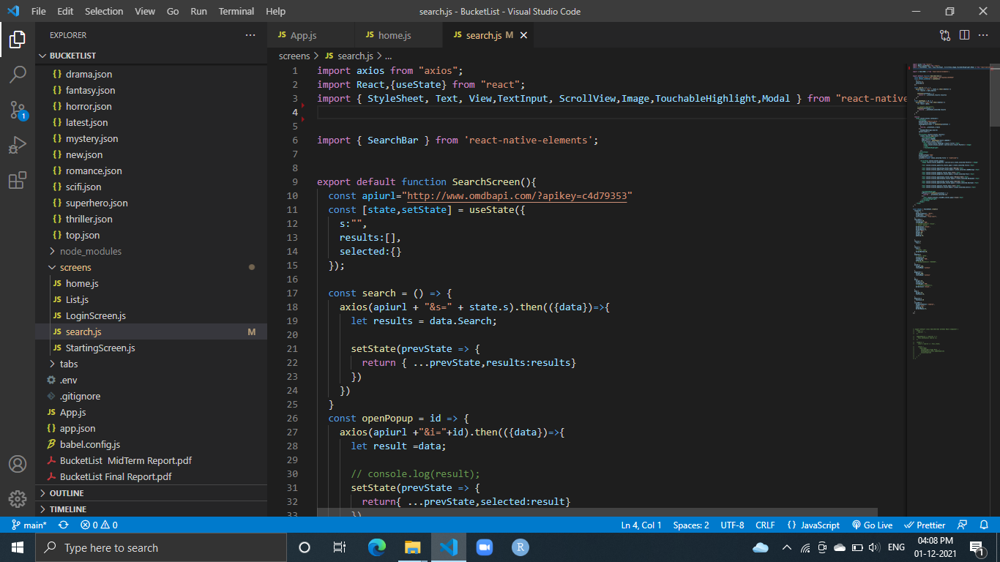 File Edit Selection View Go Run Terminal Help search.js - BucketList - Visual Studio Code
EXPLORER
BUCKETLIST
{} drama.json
{} fantasy.json
{} horror.json
{} latest.json
{} mystery.json
{} new.json
{} romance.json
{} scifi.json
{} superhero.json
{} thriller.json
{} top.json
node_modules
screens
JS home.js
JS List.js
JS LoginScreen.js
JS search.js M
JS StartingScreen.js
tabs
.env
.gitignore
JS App.js
{} app.json
babel.config.js
BucketList MidTerm Report.pdf
BucketList Final Report.pdf
OUTLINE
TIMELINE
1
JS App.js JS home.js JS search.js M
screens > JS search.js > ...
1 import axios from "axios";
2 import React,{useState} from "react";
3 import { StyleSheet, Text, View,TextInput, ScrollView,Image,TouchableHighlight,Modal } from "react-native
4
5
6 import { SearchBar } from 'react-native-elements';
7
8
9 export default function SearchScreen(){
10 const apiurl="http://www.omdbapi.com/?apikey=c4d79353"
11 const [state,setState] = useState({
12 s:"",
13 results:[],
14 selected:{}
15 });
16
17 const search = () => {
18 axios(apiurl + "&s=" + state.s).then(({data})=>{
19 let results = data.Search;
20
21 setState(prevState => {
22 return { ...prevState,results:results}
23 })
24 })
25 }
26 const openPopup = id => {
27 axios(apiurl +"&i="+id).then(({data})=>{
28 let result =data;
29
30 // console.log(result);
31 setState(prevState => {
32 return{ ...prevState,selected:result}
33 })
main* 0 0 Ln 4, Col 1 Spaces: 2 UTF-8 CRLF {} JavaScript Go Live Prettier
Type here to search R ENG 04:08 PM
01-12-2021 1